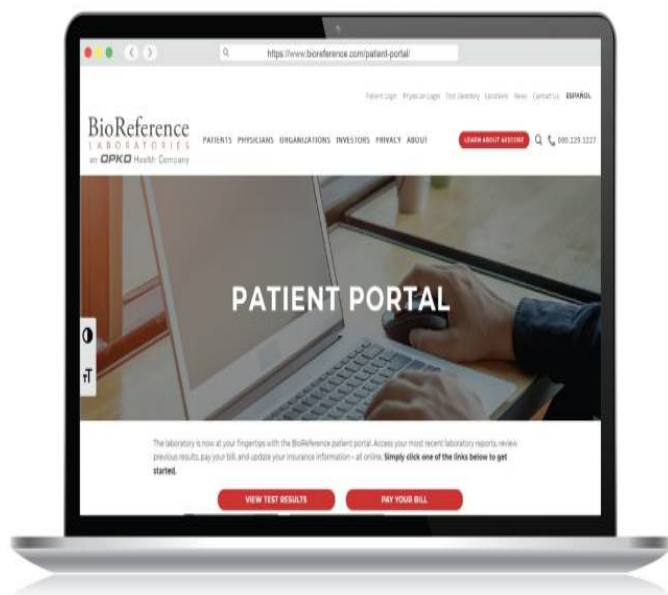 https://www.bioreference.com/patient-portal/
Patient Login Physician Login Test Directory Locations News Contact Us ESPAÑOL
BioReference
LABORATORIES
an OPKO Health Company
PATIENTS PHYSICIANS ORGANIZATIONS INVESTORS PRIVACY ABOUT
LEARN ABOUT 4KSCORE
PATIENT PORTAL
The laboratory is now at your fingertips with the BioReference patient portal. Access your most recent laboratory reports, review
previous results, pay your bill, and update your insurance information – all online. Simply click one of the links below to get
started.
VIEW TEST RESULTS PAY YOUR BILL